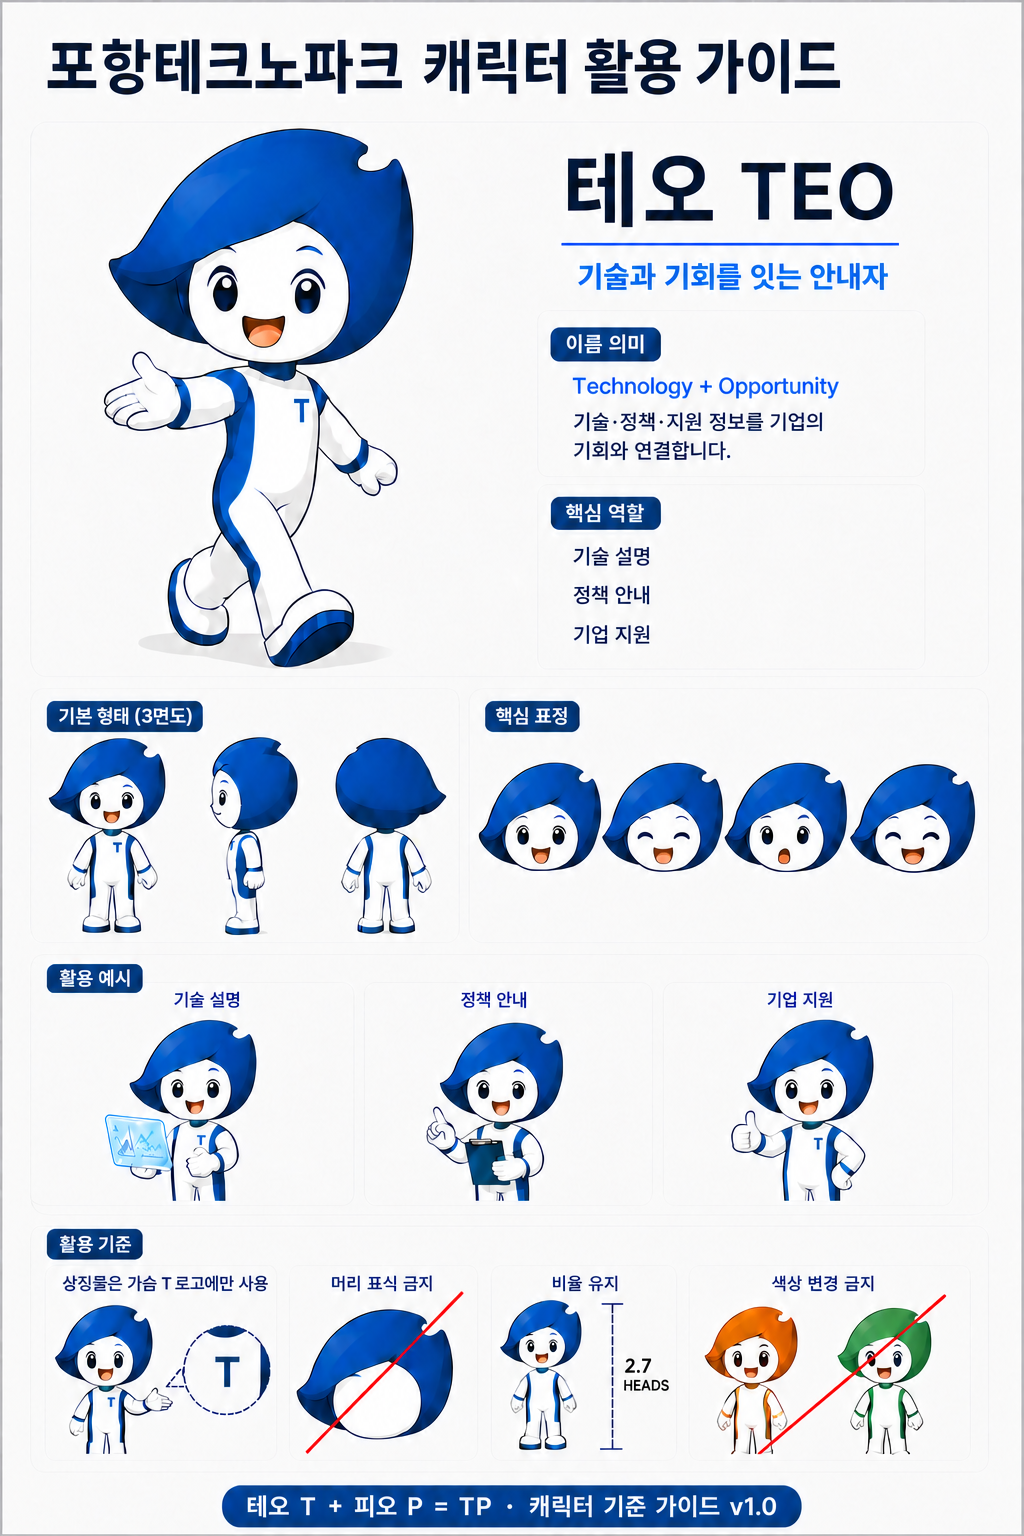 포항테크노파크 캐릭터 활용 가이드
테오 TEO
기술과 기회를 잇는 안내자
이름 의미
Technology + Opportunity
기술·정책·지원 정보를 기업의
기회와 연결합니다.
핵심 역할
기술 설명
정책 안내
기업 지원
T
기본 형태 (3면도)
T
T
핵심 표정
활용 예시
기술 설명
정책 안내
기업 지원
T
T
활용 기준
상징물은 가슴 T 로고에만 사용
머리 표식 금지
비율 유지
색상 변경 금지
T
T
2.7
HEADS
테오 T + 피오 P = TP · 캐릭터 기준 가이드 v1.0